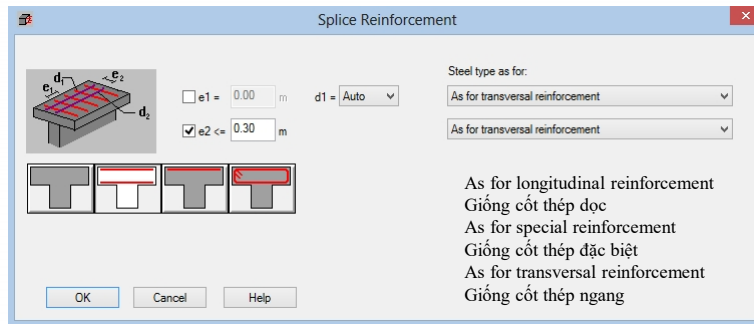 Splice Reinforcement
d1 e2
e1
d2
e1 = 0.00 m d1 = Auto
e2 <= 0.30 m
Steel type as for:
As for transversal reinforcement
As for transversal reinforcement
As for longitudinal reinforcement
Giống cốt thép dọc
As for special reinforcement
Giống cốt thép đặc biệt
As for transversal reinforcement
Giống cốt thép ngang
OK Cancel Help